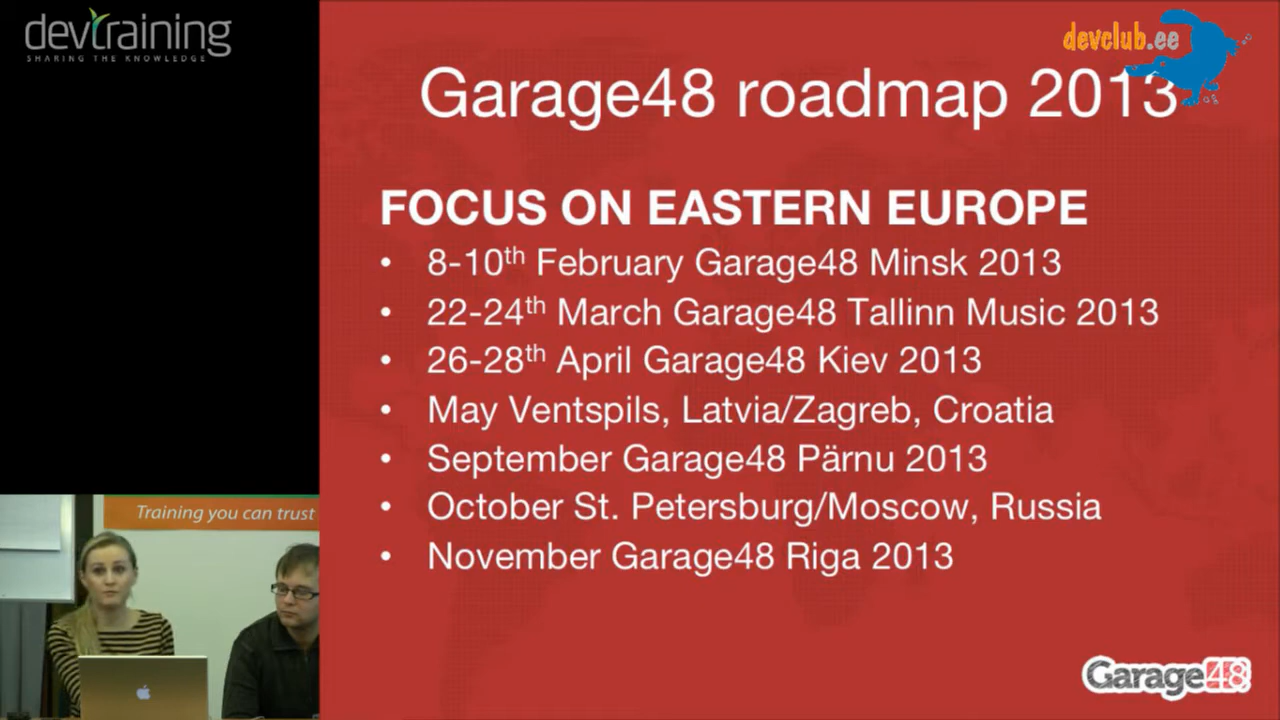 devtraining
SHARING THE KNOWLEDGE
devclub.ee
Garage48 roadmap 2013
FOCUS ON EASTERN EUROPE
• 8-10th February Garage48 Minsk 2013
• 22-24th March Garage48 Tallinn Music 2013
• 26-28th April Garage48 Kiev 2013
• May Ventspils, Latvia/Zagreb, Croatia
• September Garage48 Pärnu 2013
• October St. Petersburg/Moscow, Russia
• November Garage48 Riga 2013
Training you can trust
Garage48